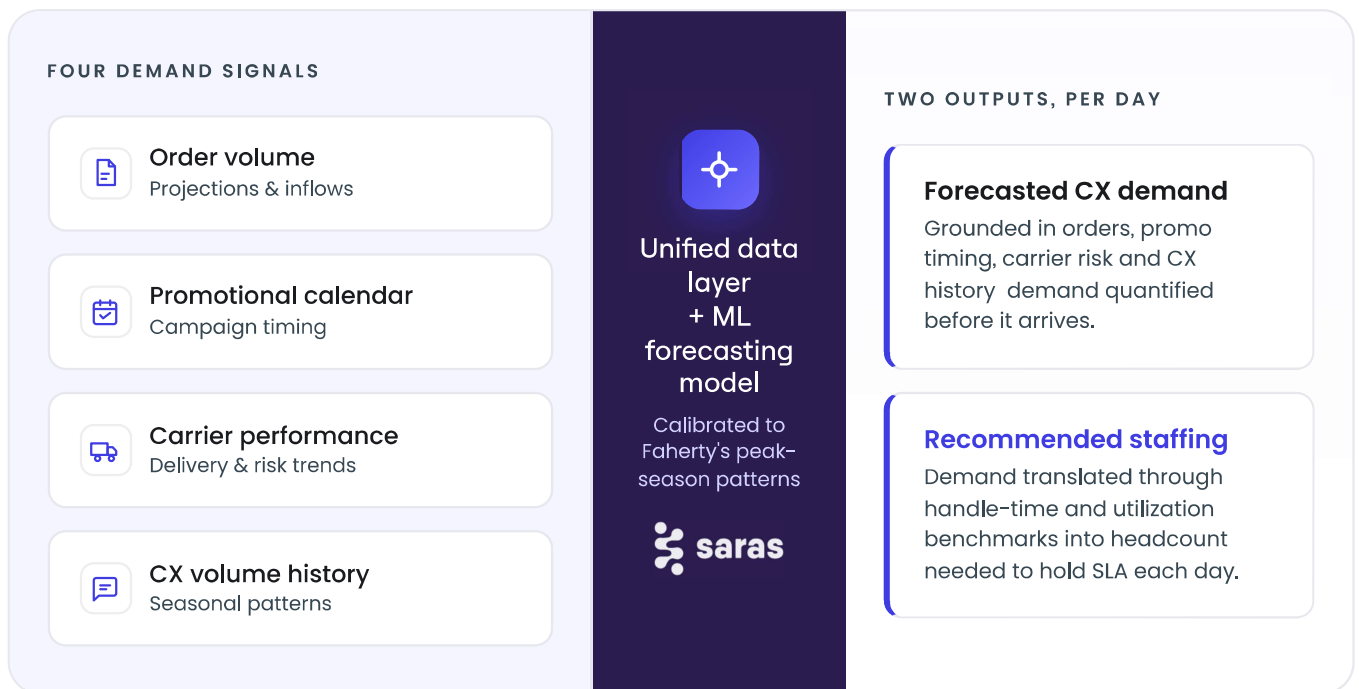 FOUR DEMAND SIGNALS
Order volume
Projections & inflows
Promotional calendar
Campaign timing
Carrier performance
Delivery & risk trends
CX volume history
Seasonal patterns
Unified data
layer
+ ML
forecasting
model
Calibrated to
Faherty's peak-
season patterns
saras
TWO OUTPUTS, PER DAY
Forecasted CX demand
Grounded in orders, promo
timing, carrier risk and CX
history  demand quantified
before it arrives.
Recommended staffing
Demand translated through
handle-time and utilization
benchmarks into headcount
needed to hold SLA each day.